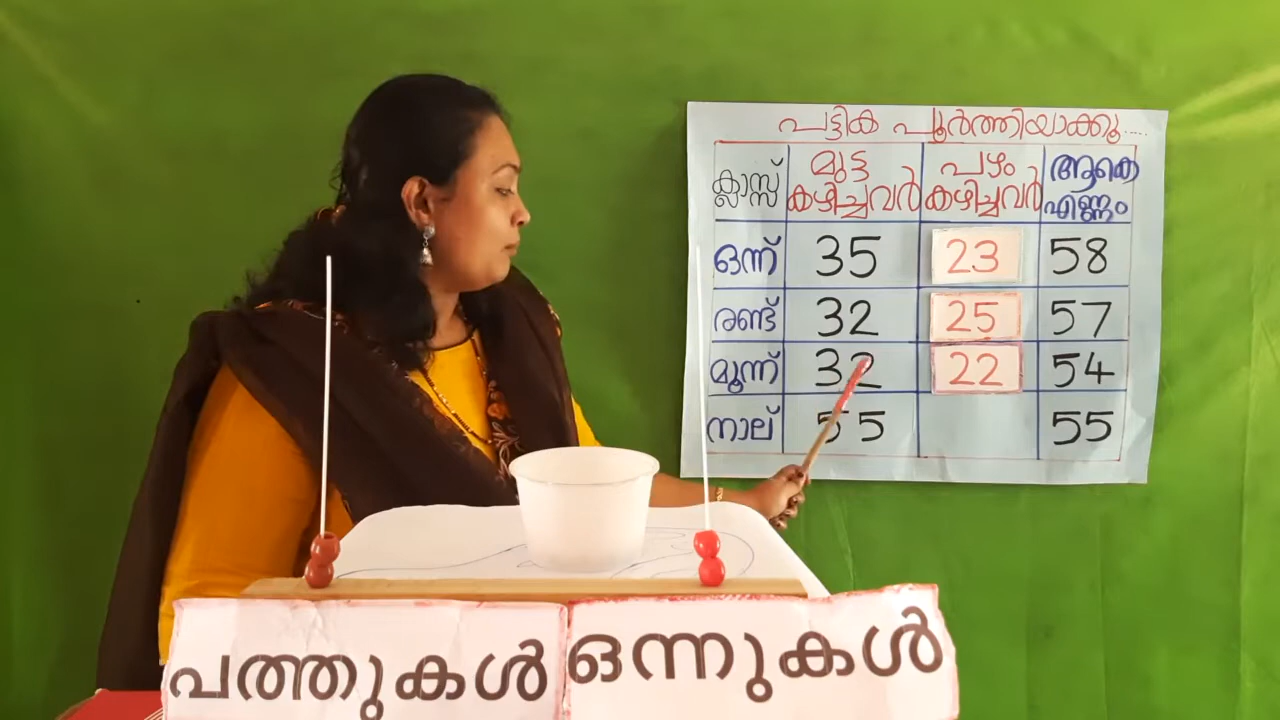 പട്ടിക പൂർത്തിയാക്കൂ.....
ക്ലാസ്സ് മുട്ട കഴിച്ചവർ പഴം കഴിച്ചവർ ആകെ എണ്ണം
ഒന്ന് 35 23 58
രണ്ട് 32 25 57
മൂന്ന് 32 22 54
നാല് 55 55
പത്തുകൾ ഒന്നുകൾ